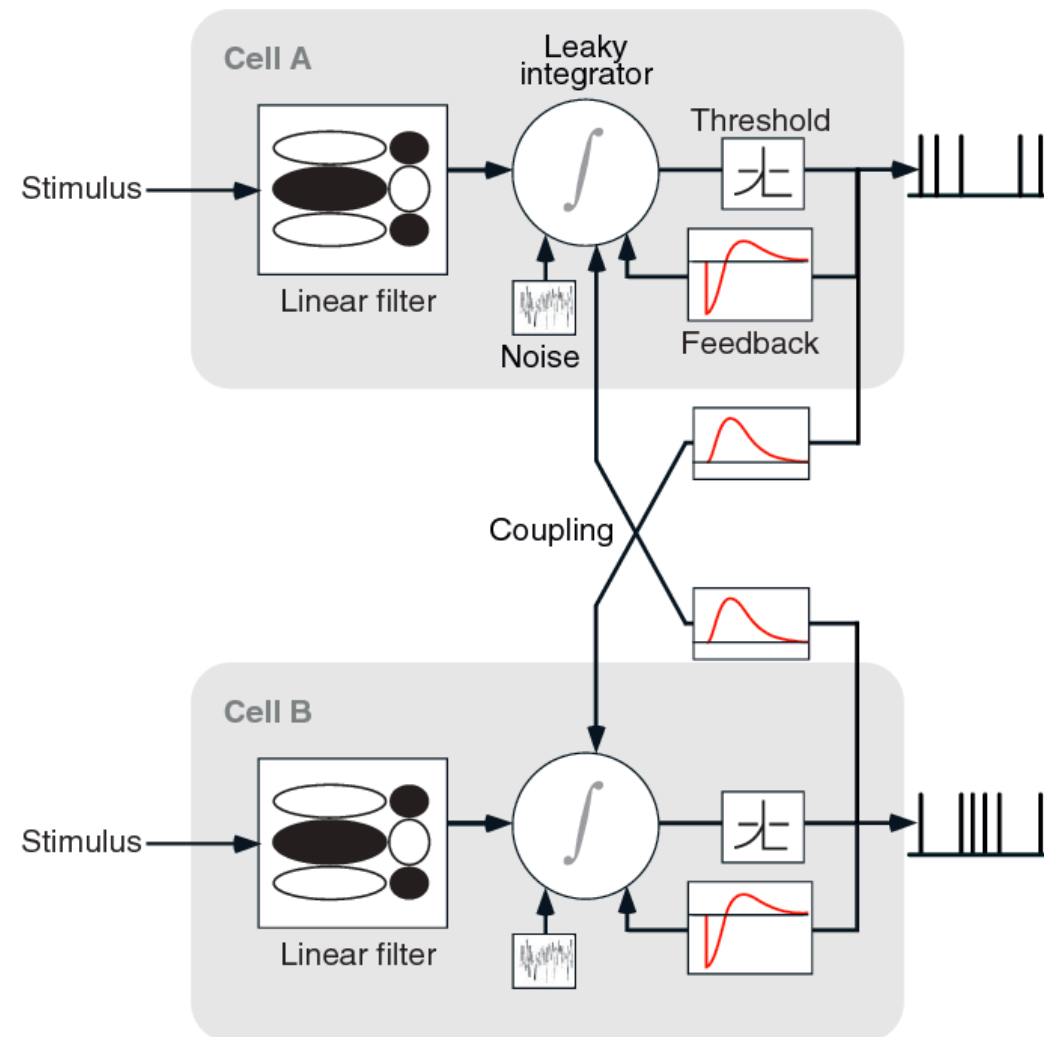 Cell A
Leaky
integrator
Threshold
Stimulus
Linear filter
Noise
Feedback
Coupling
Cell B
Stimulus
Linear filter